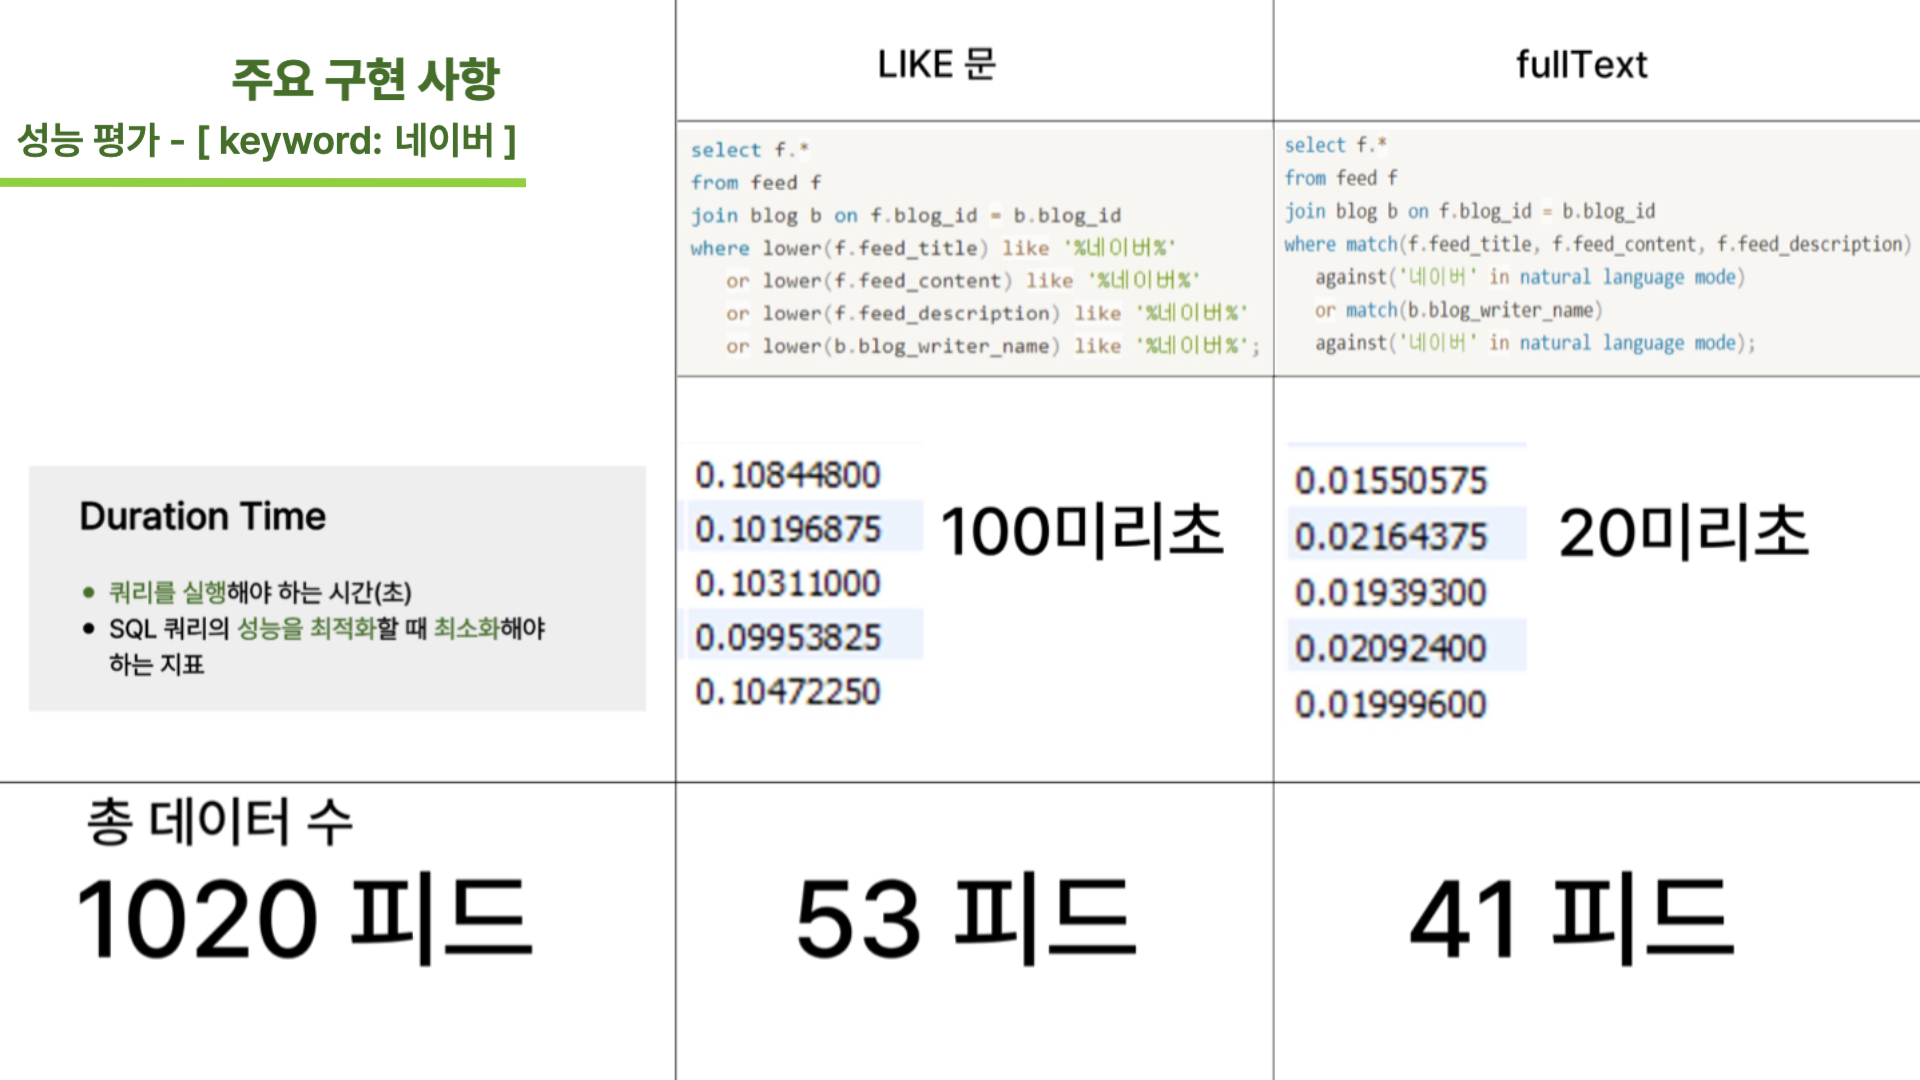 주요 구현 사항
성능 평가 - [ keyword: 네이버 ]
LIKE 문
fullText
select f.*
from feed f
join blog b on f.blog_id = b.blog_id
where lower(f.feed_title) like '%네이버%'
or lower(f.feed_content) like '%네이버%'
or lower(f.feed_description) like '%네이버%'
or lower(b.blog_writer_name) like '%네이버%';
select f.*
from feed f
join blog b on f.blog_id = b.blog_id
where match(f.feed_title, f.feed_content, f.feed_description)
against('네이버' in natural language mode)
or match(b.blog_writer_name)
against('네이버' in natural language mode);
Duration Time
• 쿼리를 실행해야 하는 시간(초)
• SQL 쿼리의 성능을 최적화할 때 최소화해야
하는 지표
0.10844800
0.10196875
0.10311000
0.09953825
0.10472250
100미리초
0.01550575
0.02164375
0.01939300
0.02092400
0.01999600
20미리초
총 데이터 수
1020 피드
53 피드
41 피드